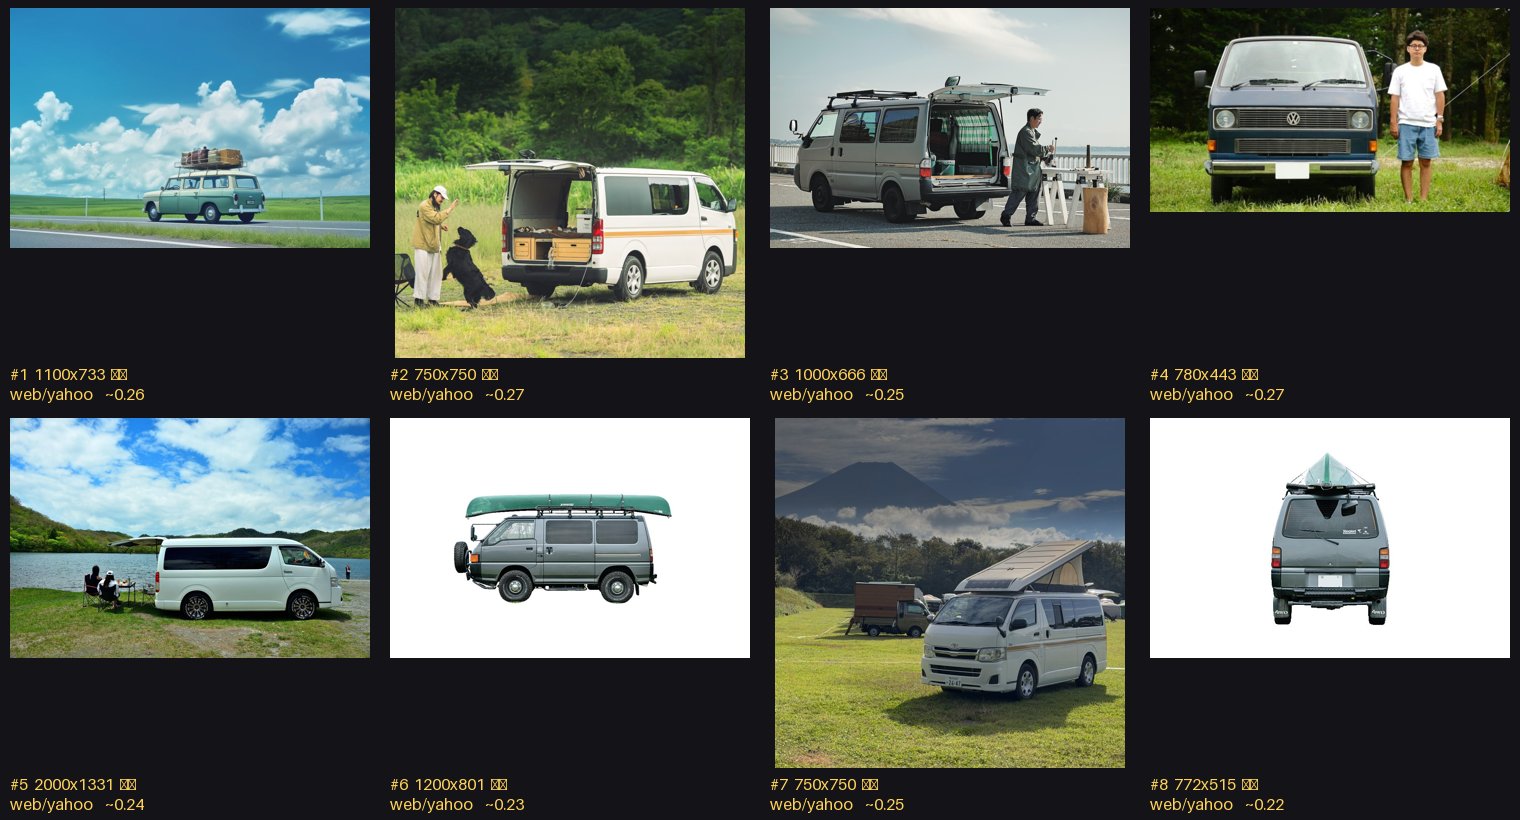 #1 1100x733
web/yahoo ~0.26
#2 750x750
web/yahoo ~0.27
#3 1000x666
web/yahoo ~0.25
#4 780x443
web/yahoo ~0.27
#5 2000x1331
web/yahoo ~0.24
#6 1200x801
web/yahoo ~0.23
#7 750x750
web/yahoo ~0.25
#8 772x515
web/yahoo ~0.22